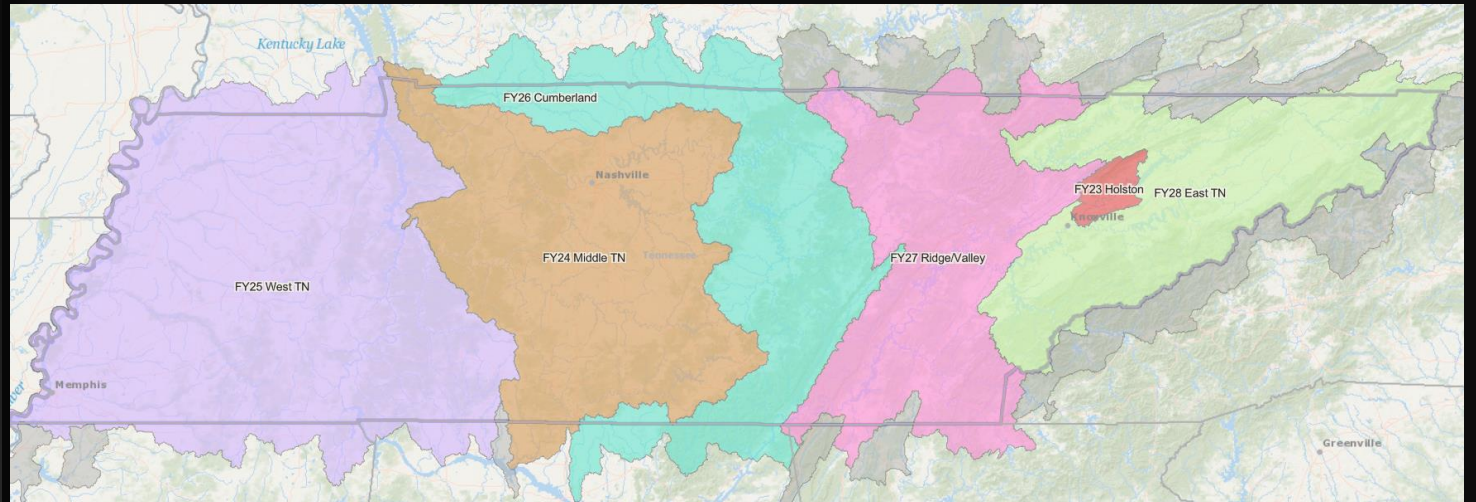 Kentucky Lake
FY26 Cumberland
Nashville
FY23 Holston
FY28 East TN
Knoxville
FY24 Middle TN
Tennessee
FY27 Ridge/Valley
FY25 West TN
Memphis
Greenville